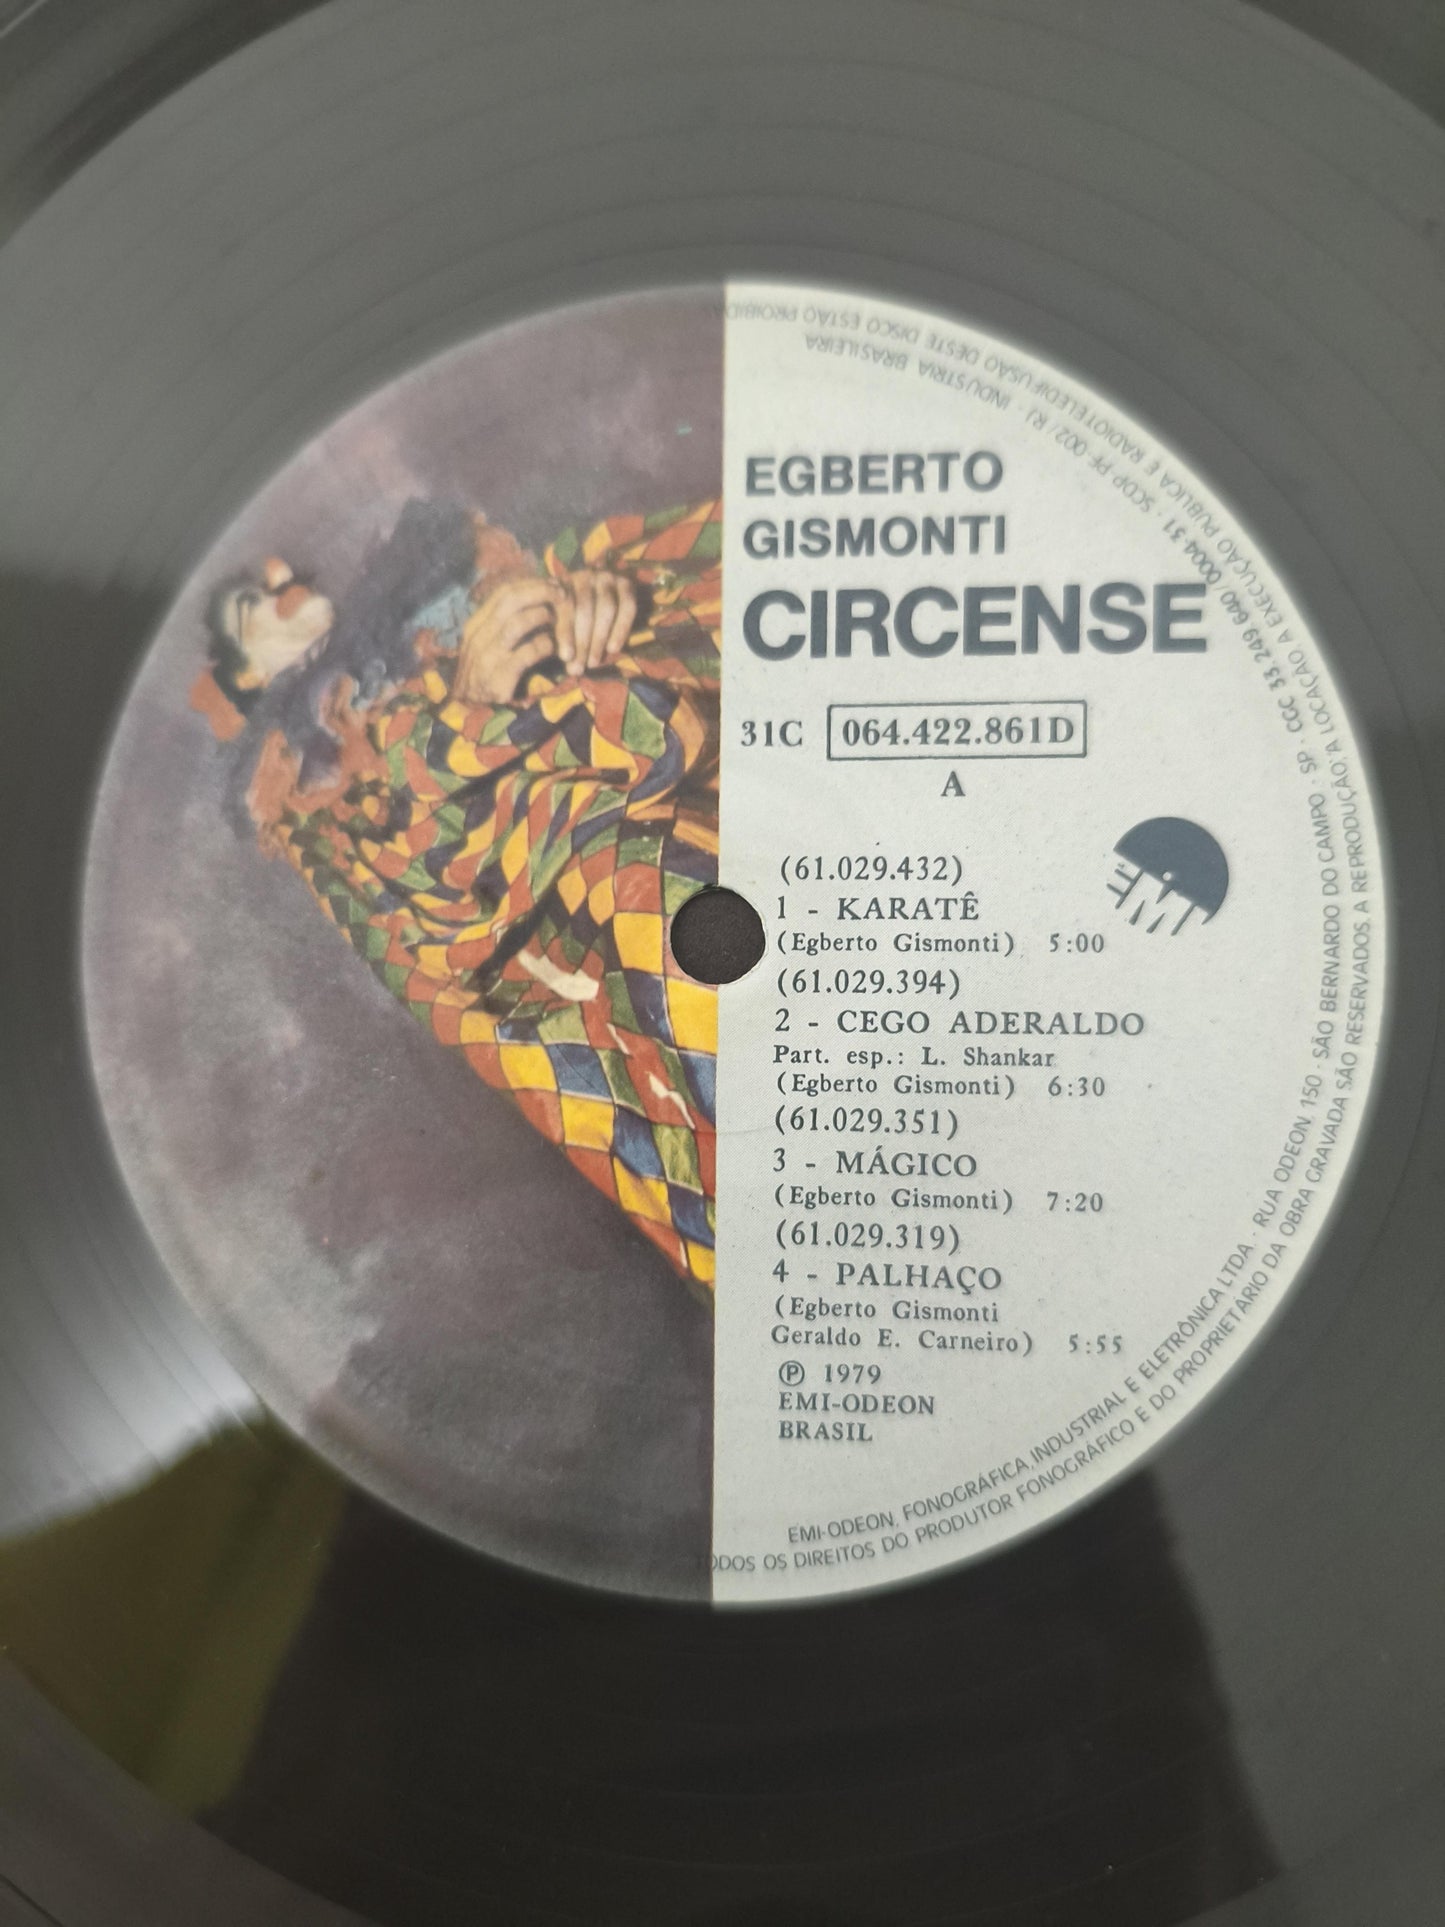 EGBERTO
GISMONTI
CIRCENSE
31C 064.422.861D
A
EMI
(61.029.432)
1 - KARATÊ
(Egberto Gismonti) 5:00
(61.029.394)
2 - CEGO ADERALDO
Part. esp.: L. Shankar
(Egberto Gismonti) 6:30
(61.029.351)
3 - MÁGICO
(Egberto Gismonti) 7:20
(61.029.319)
4 - PALHAÇO
(Egberto Gismonti
Geraldo E. Carneiro) 5:55
Ⓟ 1979
EMI-ODEON
BRASIL
EMI-ODEON, FONOGRÁFICA, INDUSTRIAL E ELETRÔNICA LTDA. · RUA ODEON 150 · SÃO BERNARDO DO CAMPO · SP · CGC 33.249.640/0004 31 · SCDP PF 002/RJ · INDÚSTRIA BRASILEIRA
TODOS OS DIREITOS DO PRODUTOR FONOGRÁFICO E DO PROPRIETÁRIO DA OBRA GRAVADA SÃO RESERVADOS A REPRODUÇÃO, A LOCAÇÃO, A EXECUÇÃO PÚBLICA E RADIOTELEDIFUSÃO DESTE DISCO ESTÃO PROIBIDAS